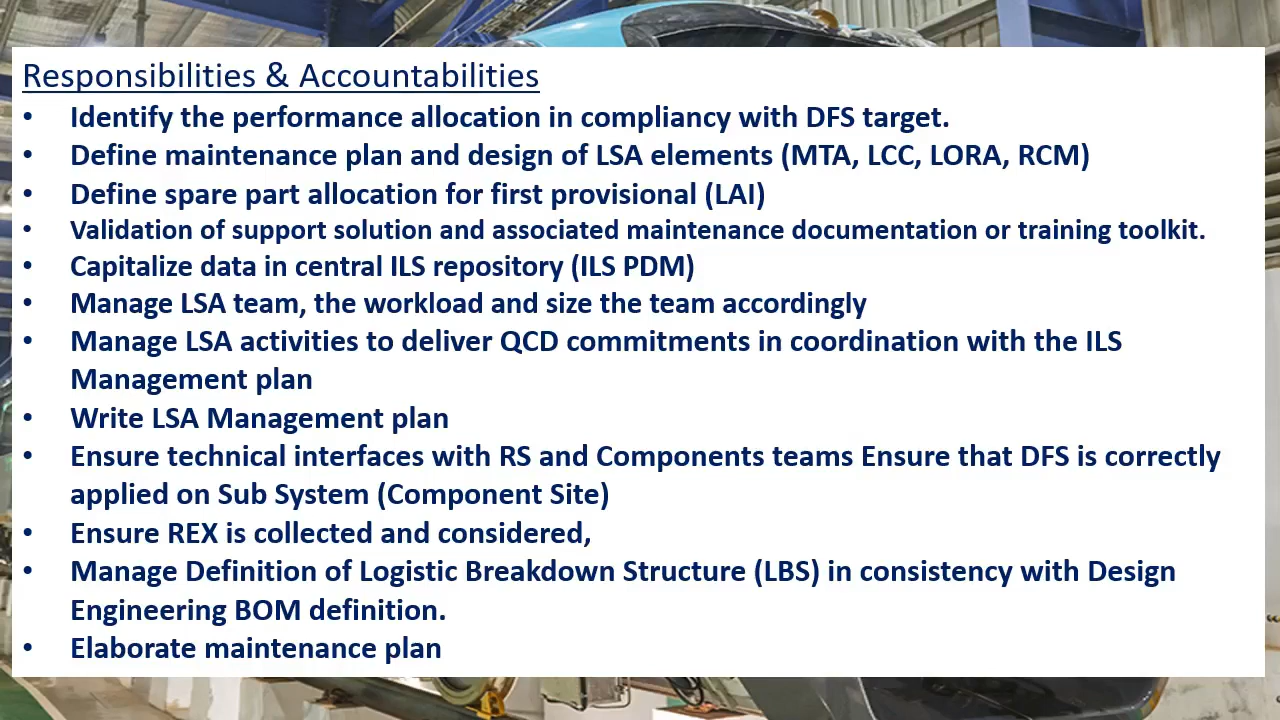 Responsibilities & Accountabilities
• Identify the performance allocation in compliancy with DFS target.
• Define maintenance plan and design of LSA elements (MTA, LCC, LORA, RCM)
• Define spare part allocation for first provisional (LAI)
• Validation of support solution and associated maintenance documentation or training toolkit.
• Capitalize data in central ILS repository (ILS PDM)
• Manage LSA team, the workload and size the team accordingly
• Manage LSA activities to deliver QCD commitments in coordination with the ILS
Management plan
• Write LSA Management plan
• Ensure technical interfaces with RS and Components teams Ensure that DFS is correctly
applied on Sub System (Component Site)
• Ensure REX is collected and considered,
• Manage Definition of Logistic Breakdown Structure (LBS) in consistency with Design
Engineering BOM definition.
• Elaborate maintenance plan